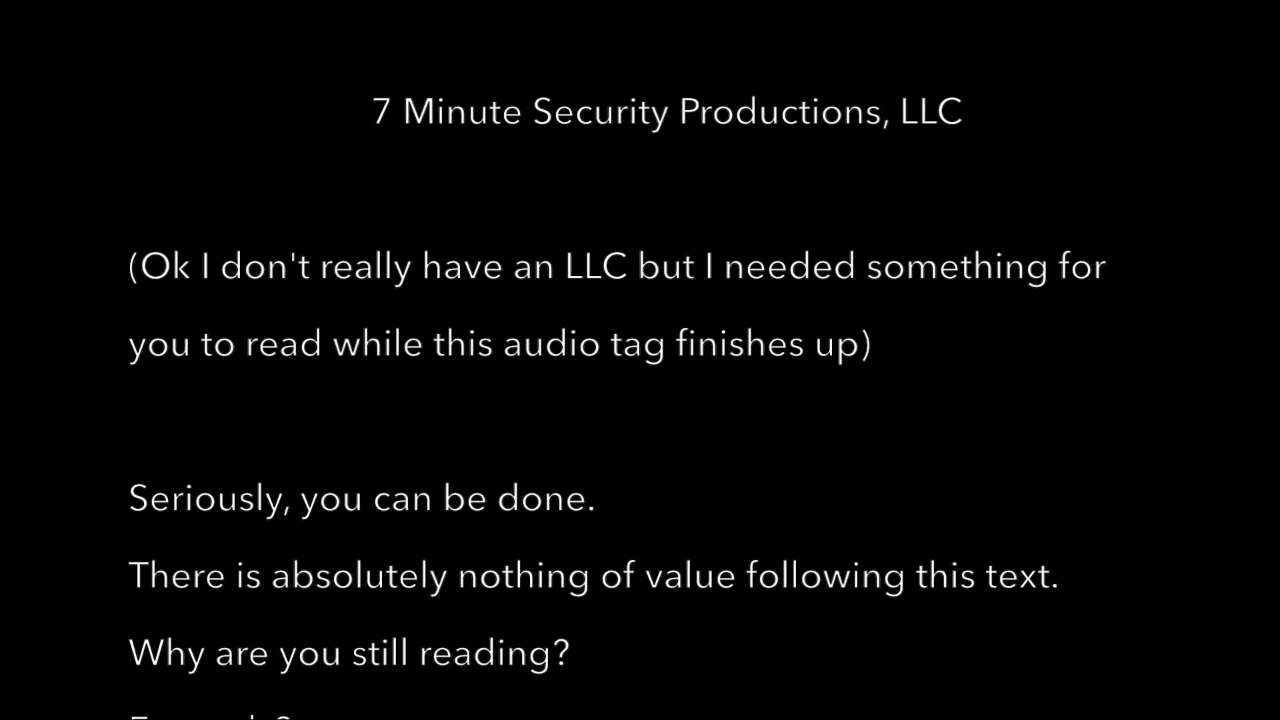 7 Minute Security Productions, LLC
(Ok I don't really have an LLC but I needed something for
you to read while this audio tag finishes up)
Seriously, you can be done.
There is absolutely nothing of value following this text.
Why are you still reading?